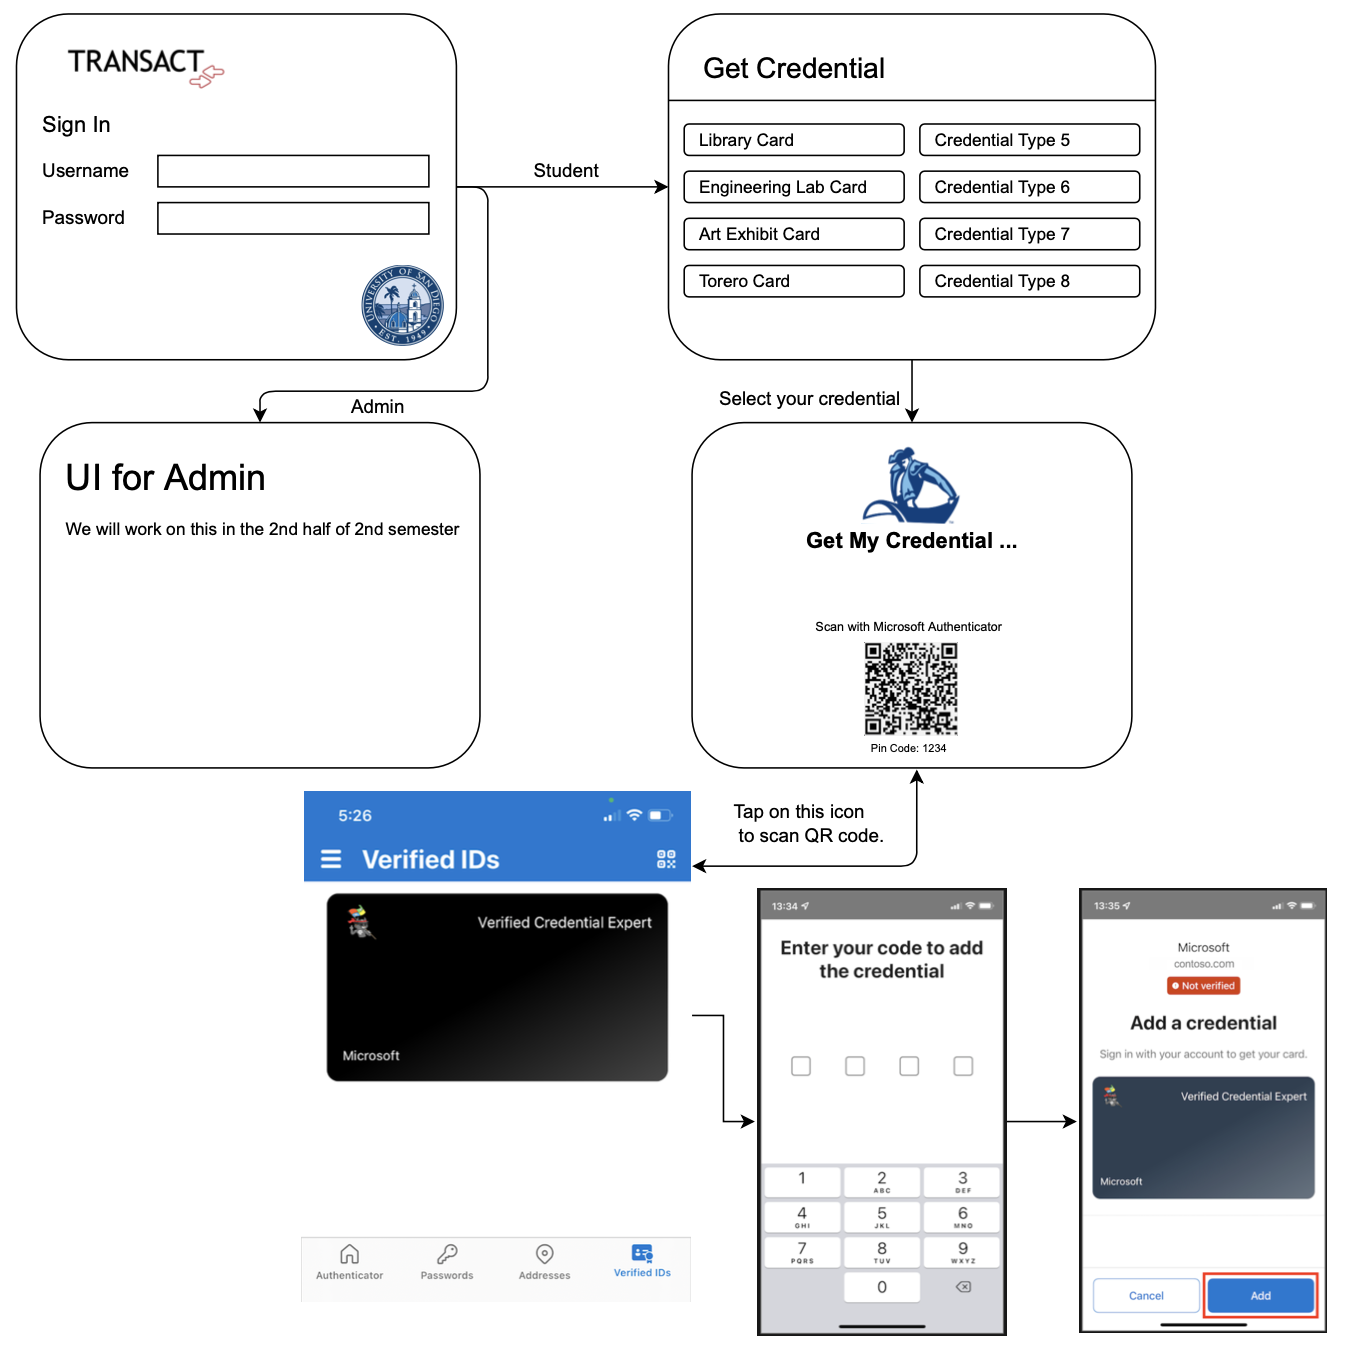 TRANSACT
Sign In
Username
Password
UNIVERSITY OF SAN DIEGO
EST. 1949
Student
Get Credential
Library Card
Credential Type 5
Engineering Lab Card
Credential Type 6
Art Exhibit Card
Credential Type 7
Torero Card
Credential Type 8
Admin
UI for Admin
We will work on this in the 2nd half of 2nd semester
Select your credential
Get My Credential ...
Scan with Microsoft Authenticator
Pin Code: 1234
Tap on this icon
to scan QR code.
5:26
Verified IDs
Verified Credential Expert
Microsoft
Authenticator
Passwords
Addresses
Verified IDs
13:34
Enter your code to add
the credential
1
2
ABC
3
DEF
4
GHI
5
JKL
6
MNO
7
PQRS
8
TUV
9
WXYZ
0
13:35
Microsoft
contoso.com
Not verified
Add a credential
Sign in with your account to get your card.
Verified Credential Expert
Microsoft
Cancel
Add